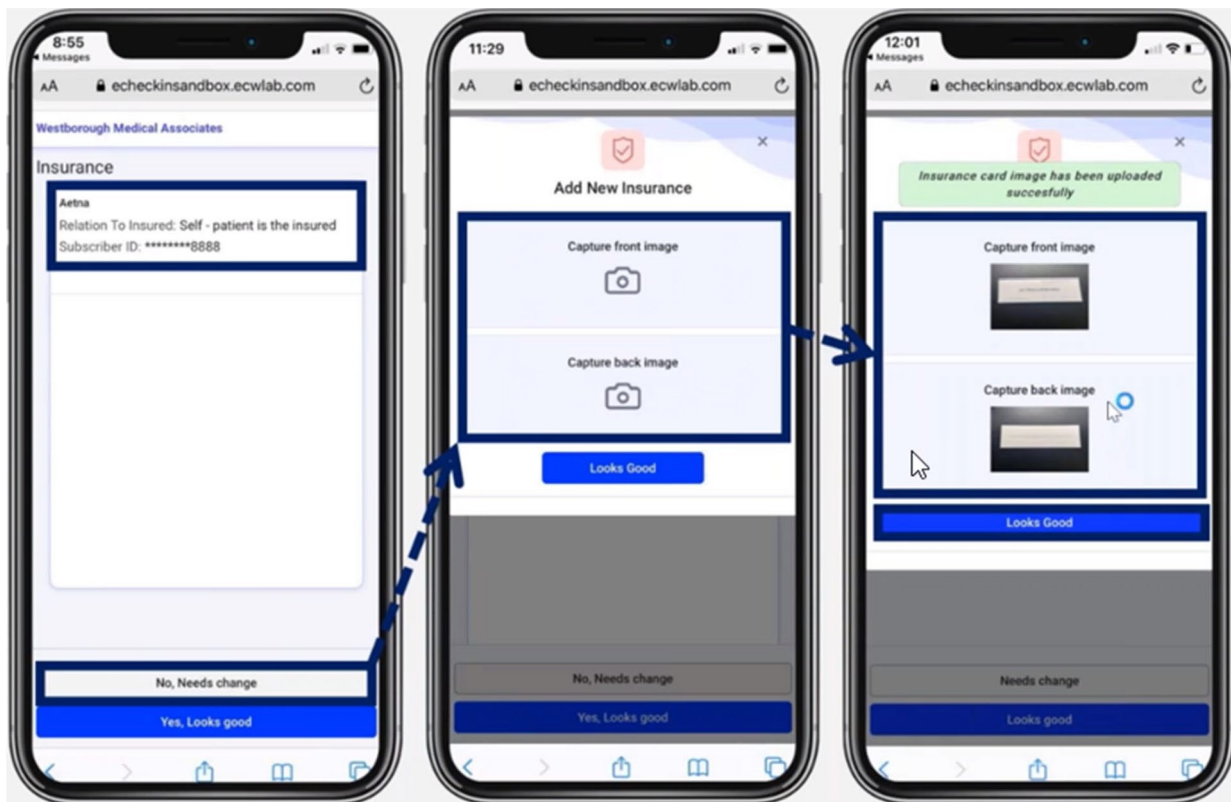 8:55
Messages
AA echeckinsandbox.ecwlab.com
Westborough Medical Associates
Insurance
Aetna
Relation To Insured: Self - patient is the insured
Subscriber ID: ********8888
No, Needs change
Yes, Looks good
11:29
AA echeckinsandbox.ecwlab.com
Add New Insurance
Capture front image
Capture back image
Looks Good
No, Needs change
Yes, Looks good
12:01
Messages
AA echeckinsandbox.ecwlab.com
Insurance card image has been uploaded
succesfully
Capture front image
Capture back image
Looks Good
Needs change
Looks good